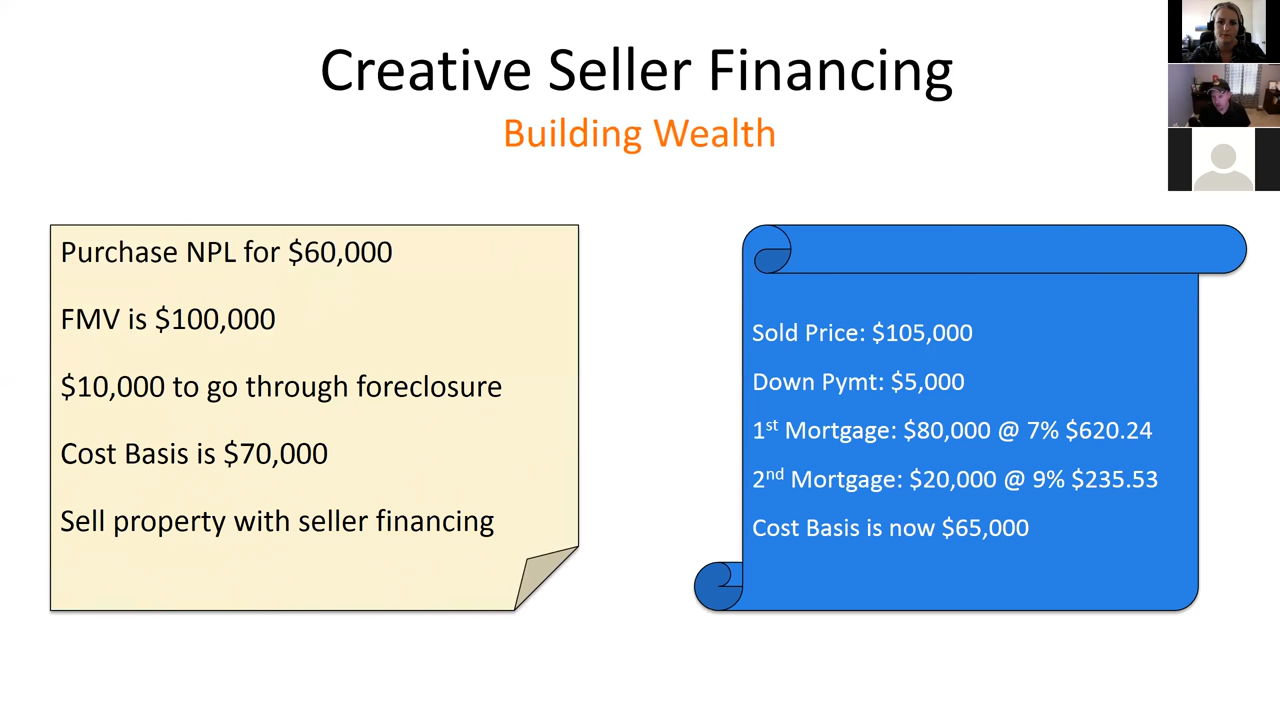 Creative Seller Financing
Building Wealth
Purchase NPL for $60,000
FMV is $100,000
$10,000 to go through foreclosure
Cost Basis is $70,000
Sell property with seller financing
Sold Price: $105,000
Down Pymt: $5,000
1st Mortgage: $80,000 @ 7% $620.24
2nd Mortgage: $20,000 @ 9% $235.53
Cost Basis is now $65,000